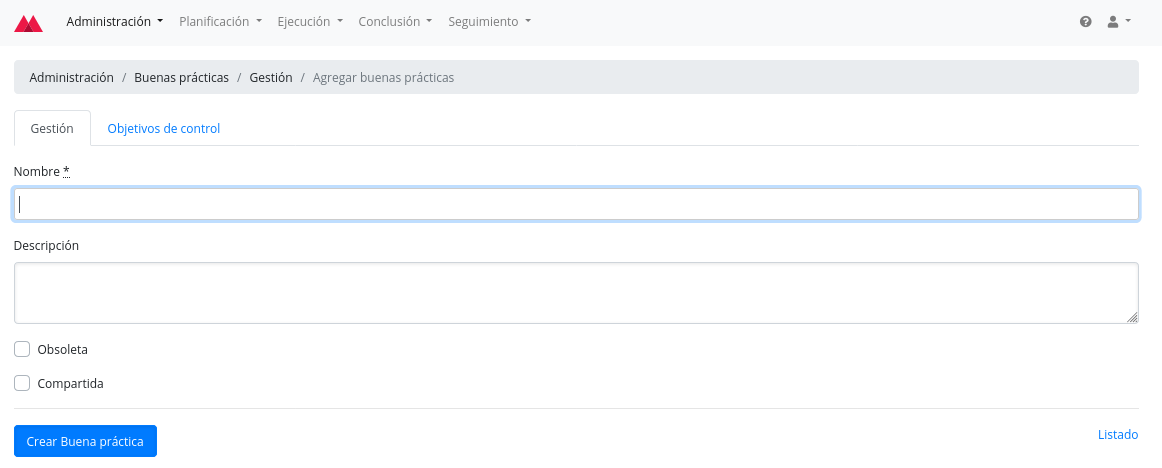 Administración Planificación Ejecución Conclusión Seguimiento
Administración / Buenas prácticas / Gestión / Agregar buenas prácticas
Gestión Objetivos de control
Nombre *
Descripción
Obsoleta
Compartida
Crear Buena práctica Listado